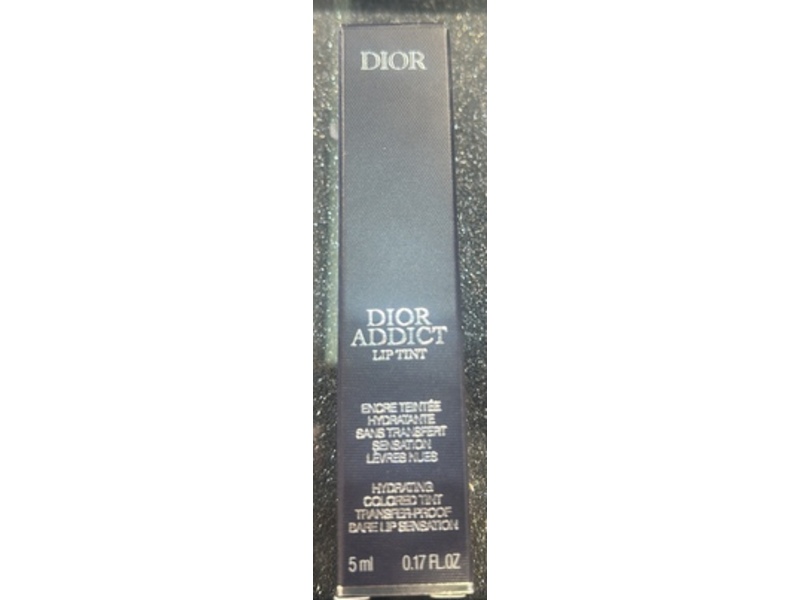 DIOR
DIOR
ADDICT
LIP TINT
ENCRE TEINTÉE
HYDRATANTE
SANS TRANSFERT
SENSATION
LÈVRES NUES
HYDRATING
COLORED TINT
TRANSFER-PROOF
BARE LIP SENSATION
5 ml 0.17 FL.OZ